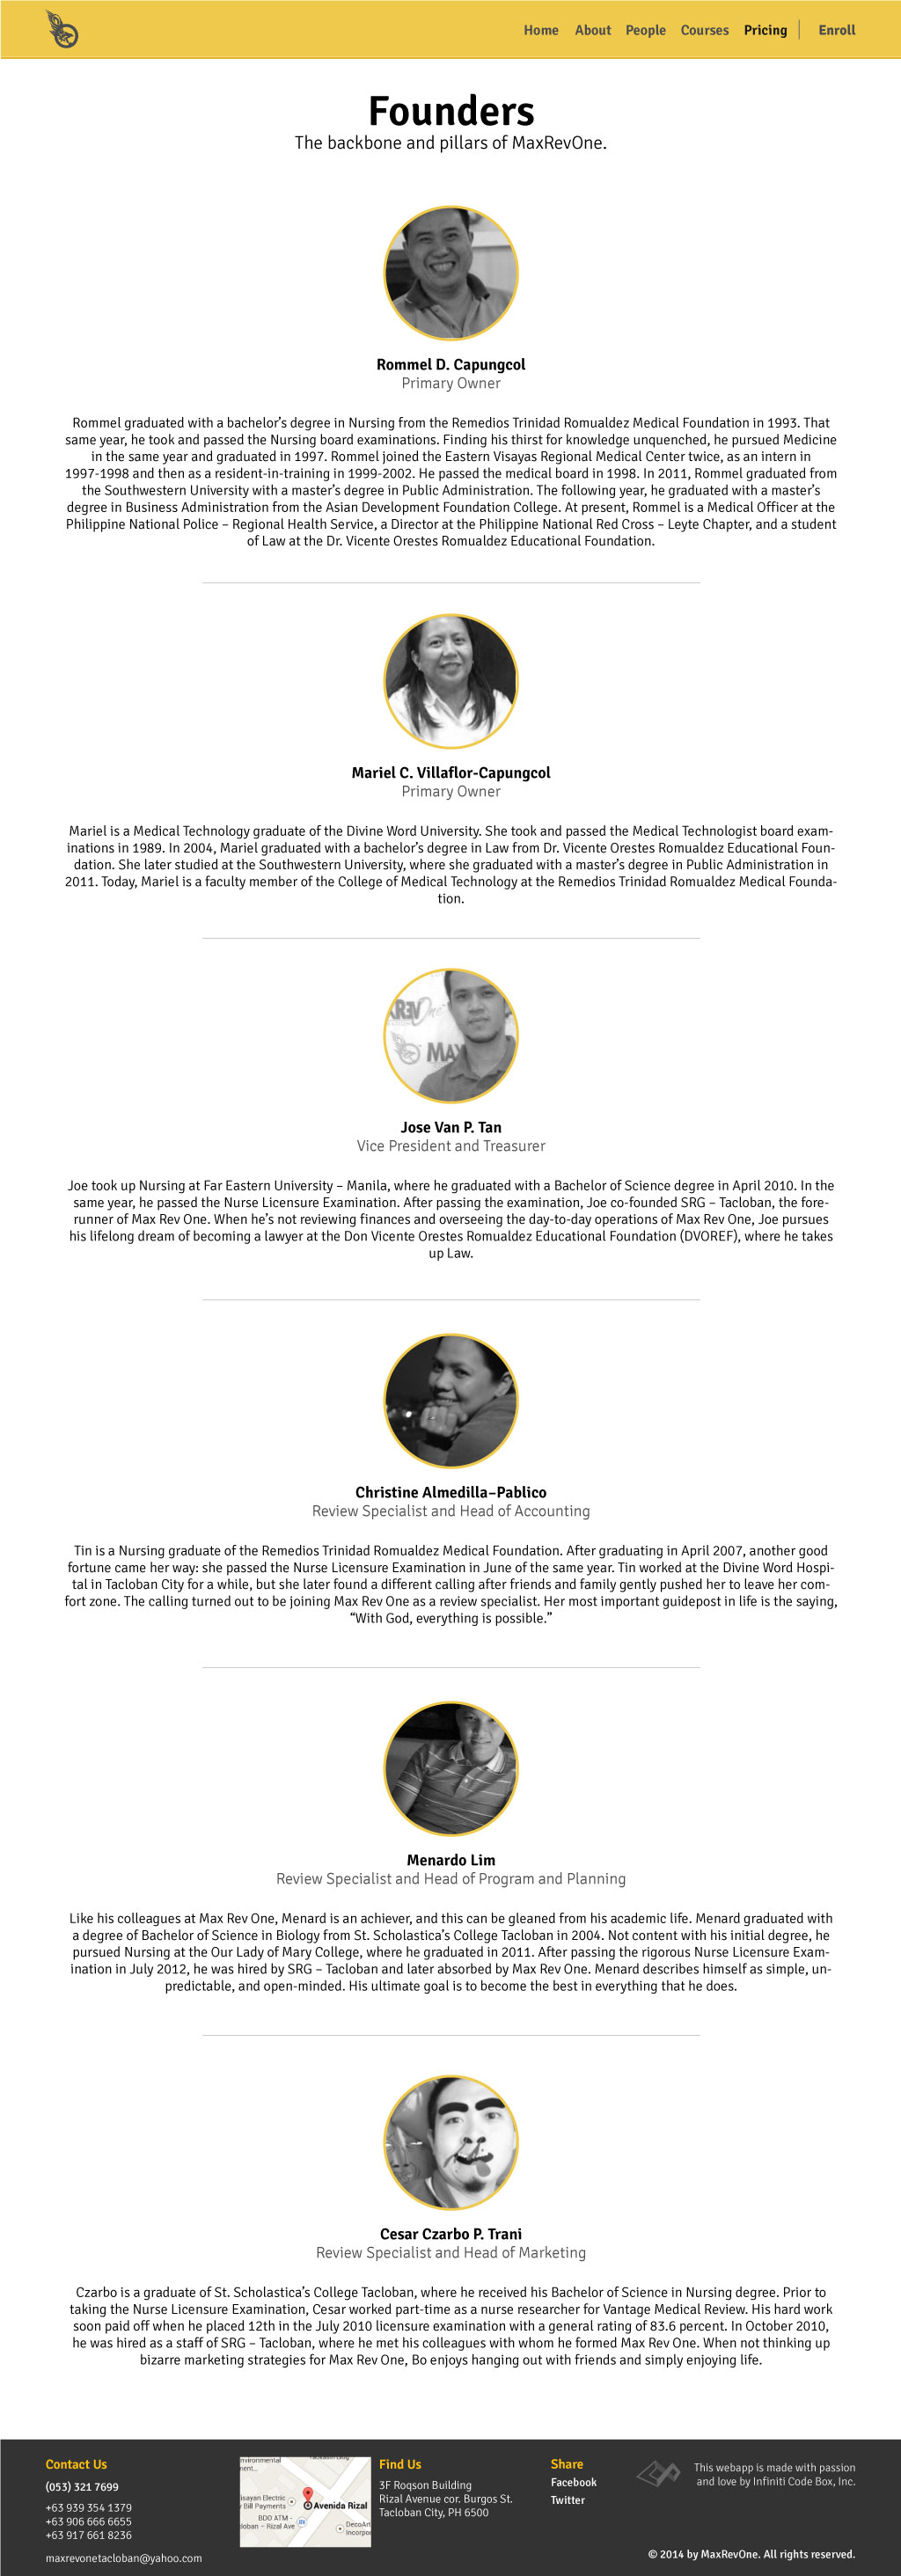 Home About People Courses Pricing Enroll
Founders
The backbone and pillars of MaxRevOne.
Rommel D. Capungcol
Primary Owner
Rommel graduated with a bachelor’s degree in Nursing from the Remedios Trinidad Romualdez Medical Foundation in 1993. That
same year, he took and passed the Nursing board examinations. Finding his thirst for knowledge unquenched, he pursued Medicine
in the same year and graduated in 1997. Rommel joined the Eastern Visayas Regional Medical Center twice, as an intern in
1997-1998 and then as a resident-in-training in 1999-2002. He passed the medical board in 1998. In 2011, Rommel graduated from
the Southwestern University with a master’s degree in Public Administration. The following year, he graduated with a master’s
degree in Business Administration from the Asian Development Foundation College. At present, Rommel is a Medical Officer at the
Philippine National Police – Regional Health Service, a Director at the Philippine National Red Cross – Leyte Chapter, and a student
of Law at the Dr. Vicente Orestes Romualdez Educational Foundation.
Mariel C. Villaflor-Capungcol
Primary Owner
Mariel is a Medical Technology graduate of the Divine Word University. She took and passed the Medical Technologist board exam-
inations in 1989. In 2004, Mariel graduated with a bachelor’s degree in Law from Dr. Vicente Orestes Romualdez Educational Foun-
dation. She later studied at the Southwestern University, where she graduated with a master’s degree in Public Administration in
2011. Today, Mariel is a faculty member of the College of Medical Technology at the Remedios Trinidad Romualdez Medical Founda-
tion.
Jose Van P. Tan
Vice President and Treasurer
Joe took up Nursing at Far Eastern University – Manila, where he graduated with a Bachelor of Science degree in April 2010. In the
same year, he passed the Nurse Licensure Examination. After passing the examination, Joe co-founded SRG – Tacloban, the fore-
runner of Max Rev One. When he’s not reviewing finances and overseeing the day-to-day operations of Max Rev One, Joe pursues
his lifelong dream of becoming a lawyer at the Don Vicente Orestes Romualdez Educational Foundation (DVOREF), where he takes
up Law.
Christine Almedilla–Pablico
Review Specialist and Head of Accounting
Tin is a Nursing graduate of the Remedios Trinidad Romualdez Medical Foundation. After graduating in April 2007, another good
fortune came her way: she passed the Nurse Licensure Examination in June of the same year. Tin worked at the Divine Word Hospi-
tal in Tacloban City for a while, but she later found a different calling after friends and family gently pushed her to leave her com-
fort zone. The calling turned out to be joining Max Rev One as a review specialist. Her most important guidepost in life is the saying,
“With God, everything is possible.”
Menardo Lim
Review Specialist and Head of Program and Planning
Like his colleagues at Max Rev One, Menard is an achiever, and this can be gleaned from his academic life. Menard graduated with
a degree of Bachelor of Science in Biology from St. Scholastica’s College Tacloban in 2004. Not content with his initial degree, he
pursued Nursing at the Our Lady of Mary College, where he graduated in 2011. After passing the rigorous Nurse Licensure Exam-
ination in July 2012, he was hired by SRG – Tacloban and later absorbed by Max Rev One. Menard describes himself as simple, un-
predictable, and open-minded. His ultimate goal is to become the best in everything that he does.
Cesar Czarbo P. Trani
Review Specialist and Head of Marketing
Czarbo is a graduate of St. Scholastica’s College Tacloban, where he received his Bachelor of Science in Nursing degree. Prior to
taking the Nurse Licensure Examination, Cesar worked part-time as a nurse researcher for Vantage Medical Review. His hard work
soon paid off when he placed 12th in the July 2010 licensure examination with a general rating of 83.6 percent. In October 2010,
he was hired as a staff of SRG – Tacloban, where he met his colleagues with whom he formed Max Rev One. When not thinking up
bizarre marketing strategies for Max Rev One, Bo enjoys hanging out with friends and simply enjoying life.
Contact Us
(053) 321 7699
+63 939 354 1379
+63 906 666 6655
+63 917 661 8236
maxrevonetacloban@yahoo.com
Avenida Rizal
Bill Payments
BDO ATM -
Rizal Ave
Find Us
3F Roqson Building
Rizal Avenue cor. Burgos St.
Tacloban City, PH 6500
Share
Facebook
Twitter
This webapp is made with passion
and love by Infiniti Code Box, Inc.
© 2014 by MaxRevOne. All rights reserved.